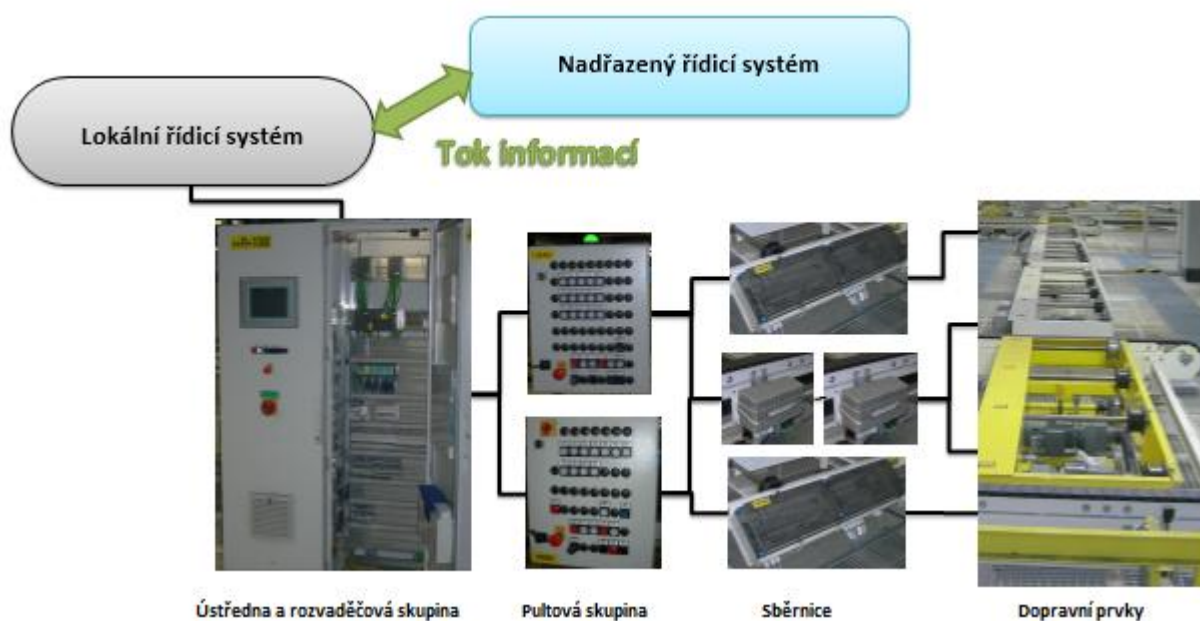 Nadřazený řídicí systém
Lokální řídicí systém
Tok informací
Ústředna a rozvaděčová skupina
Pultová skupina
Sběrnice
Dopravní prvky